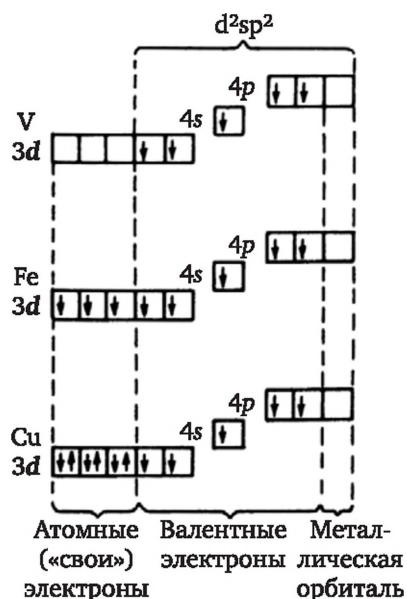 d²sp²
4p
4s
V
3d
4p
4s
Fe
3d
4p
4s
Cu
3d
Атомные Валентные Метал-
(«свои») электроны лическая
электроны орбиталь